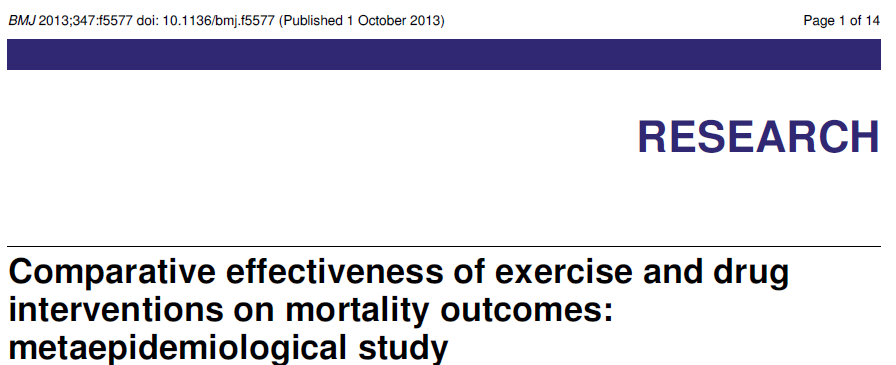 BMJ 2013;347:f5577 doi: 10.1136/bmj.f5577 (Published 1 October 2013)
Page 1 of 14
RESEARCH
Comparative effectiveness of exercise and drug
interventions on mortality outcomes:
metaepidemiological study